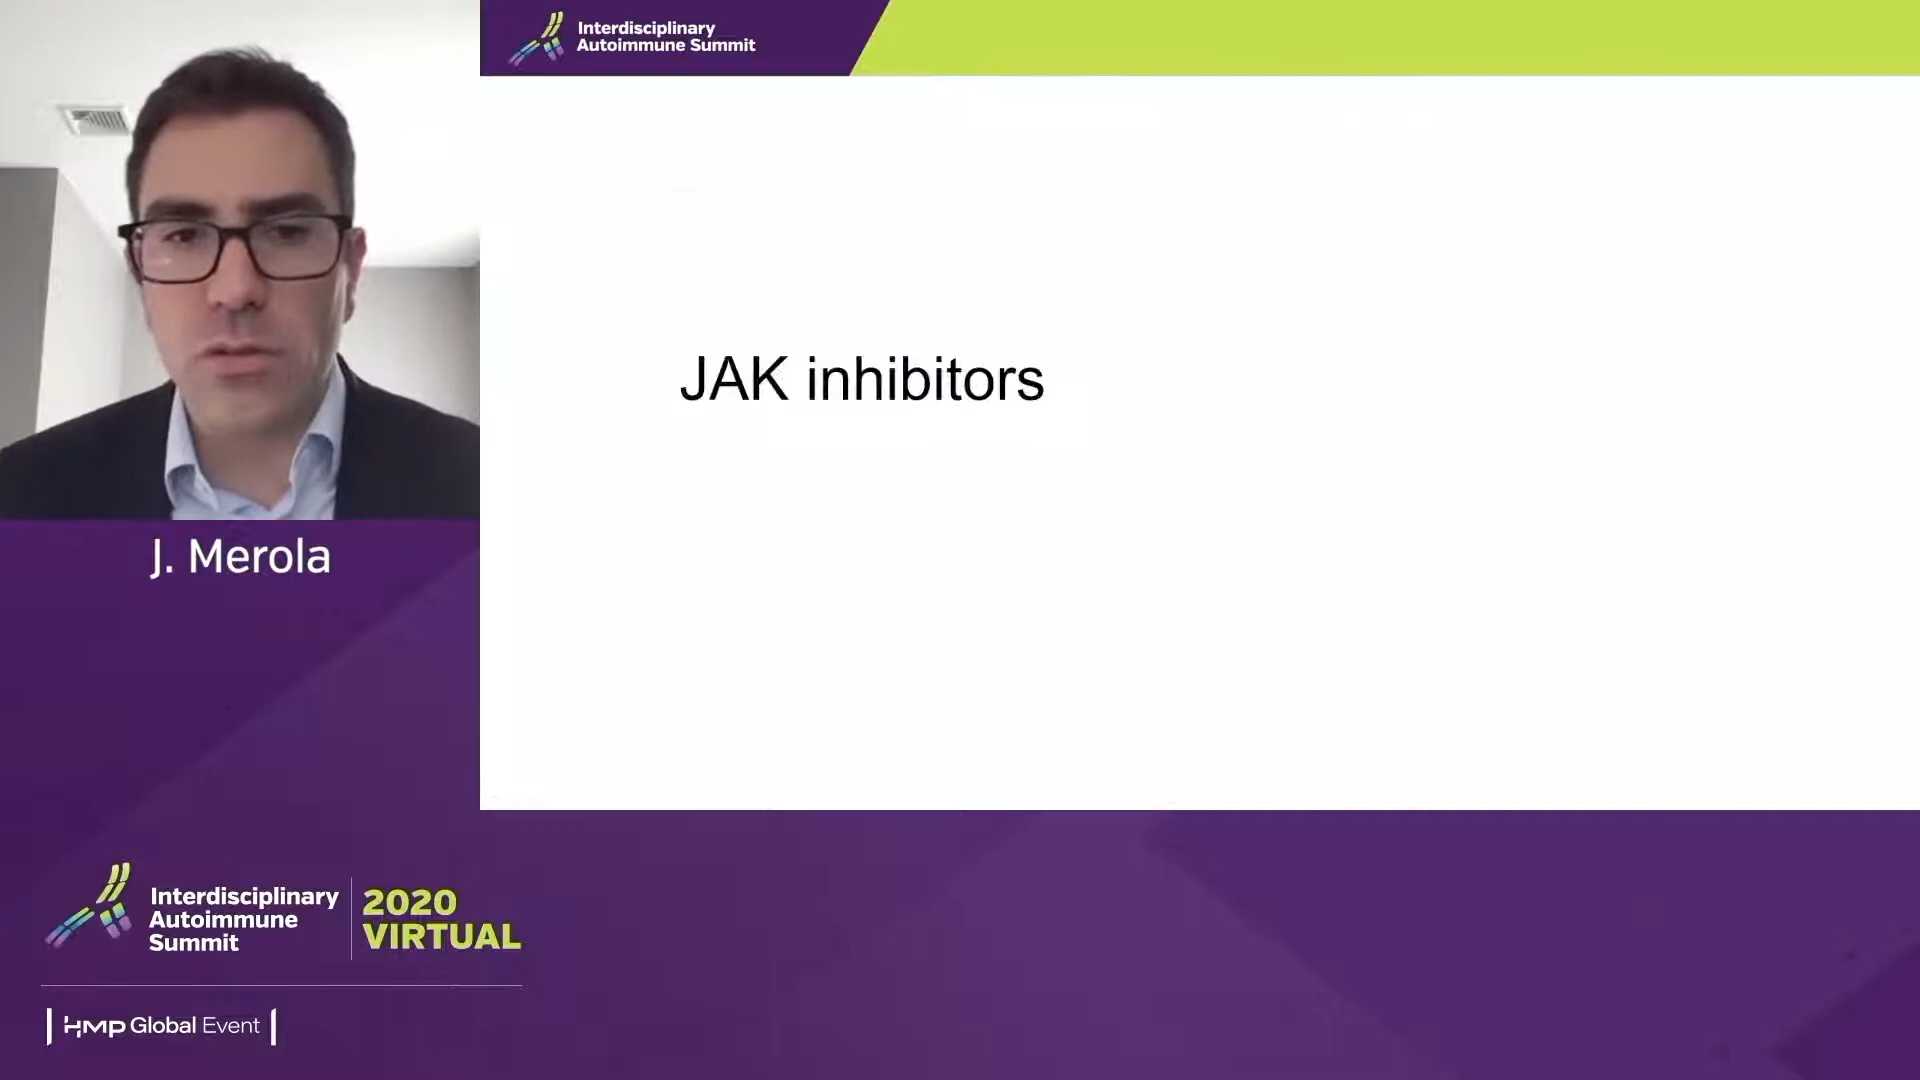 Interdisciplinary
Autoimmune Summit
JAK inhibitors
J. Merola
Interdisciplinary
Autoimmune
Summit
2020
VIRTUAL
HMP Global Event